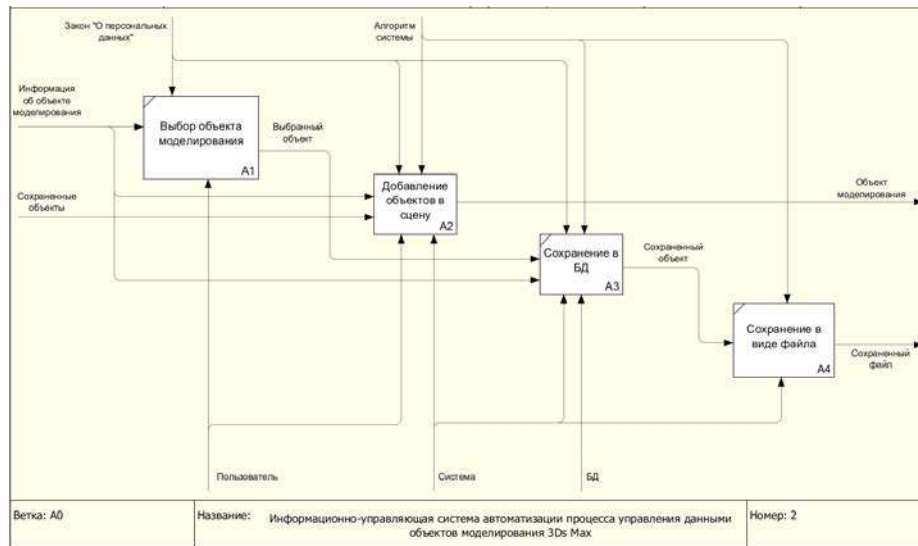 Закон "О персональных
данных"
Алгоритм
системы
Информация
об объекте
моделирования
Выбор объекта
моделирования
A1
Выбранный
объект
Сохраненные
объекты
Добавление
объектов в
сцену
A2
Объект
моделирования
Сохранение в
БД
A3
Сохраненный
объект
Сохранение в
виде файла
A4
Сохраненный
файл
Пользователь
Система
БД
Ветка: A0
Название:
Информационно-управляющая система автоматизации процесса управления данными
объектов моделирования 3Ds Max
Номер: 2